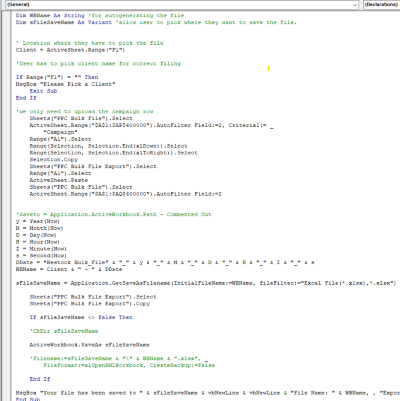 (General)
(Declarations)
Dim WBName As String 'for autogenerating the file
Dim sFileSaveName As Variant 'allow user to pick where they want to save the file.
' Location where they have to pick the file
Client = ActiveSheet.Range("F1")
'User has to pick client name for correct filing
If Range("F1") = "" Then
MsgBox "Please Pick a Client"
Exit Sub
End If
'we only need to upload the campaign row
Sheets("PPC Bulk File").Select
ActiveSheet.Range("$A$1:$AP$400000").AutoFilter Field:=2, Criteria1:= _
"Campaign"
Range("A1").Select
Range(Selection, Selection.End(xlDown)).Select
Range(Selection, Selection.End(xlToRight)).Select
Selection.Copy
Sheets("PPC Bulk File Export").Select
Range("A1").Select
ActiveSheet.Paste
Sheets("PPC Bulk File").Select
ActiveSheet.Range("$A$1:$AQ$400000").AutoFilter Field:=2
'Saveto = Application.ActiveWorkbook.Path - Commented Out
y = Year(Now)
M = Month(Now)
D = Day(Now)
H = Hour(Now)
I = Minute(Now)
s = Second(Now)
DDate = "Restock Bulk_File" & "_" & y & "_" & M & "_" & D & "_" & H & "_" & I & "_" & s
WBName = Client & " - " & DDate
sFileSaveName = Application.GetSaveAsFilename(InitialFileName:=WBName, fileFilter:="Excel File(*.xlsx),*.xlsx")
Sheets("PPC Bulk File Export").Select
Sheets("PPC Bulk File Export").Copy
If sFileSaveName <> False Then
'ChDir sFileSaveName
ActiveWorkbook.SaveAs sFileSaveName
'Filename:=sFileSaveName & "\" & WBName & ".xlsx", _
FileFormat:=xlOpenXMLWorkbook, CreateBackup:=False
End If
MsgBox "Your file has been saved to " & sFileSaveName & vbNewLine & vbNewLine & "File Name: " & WBName, , "Expor
End Sub